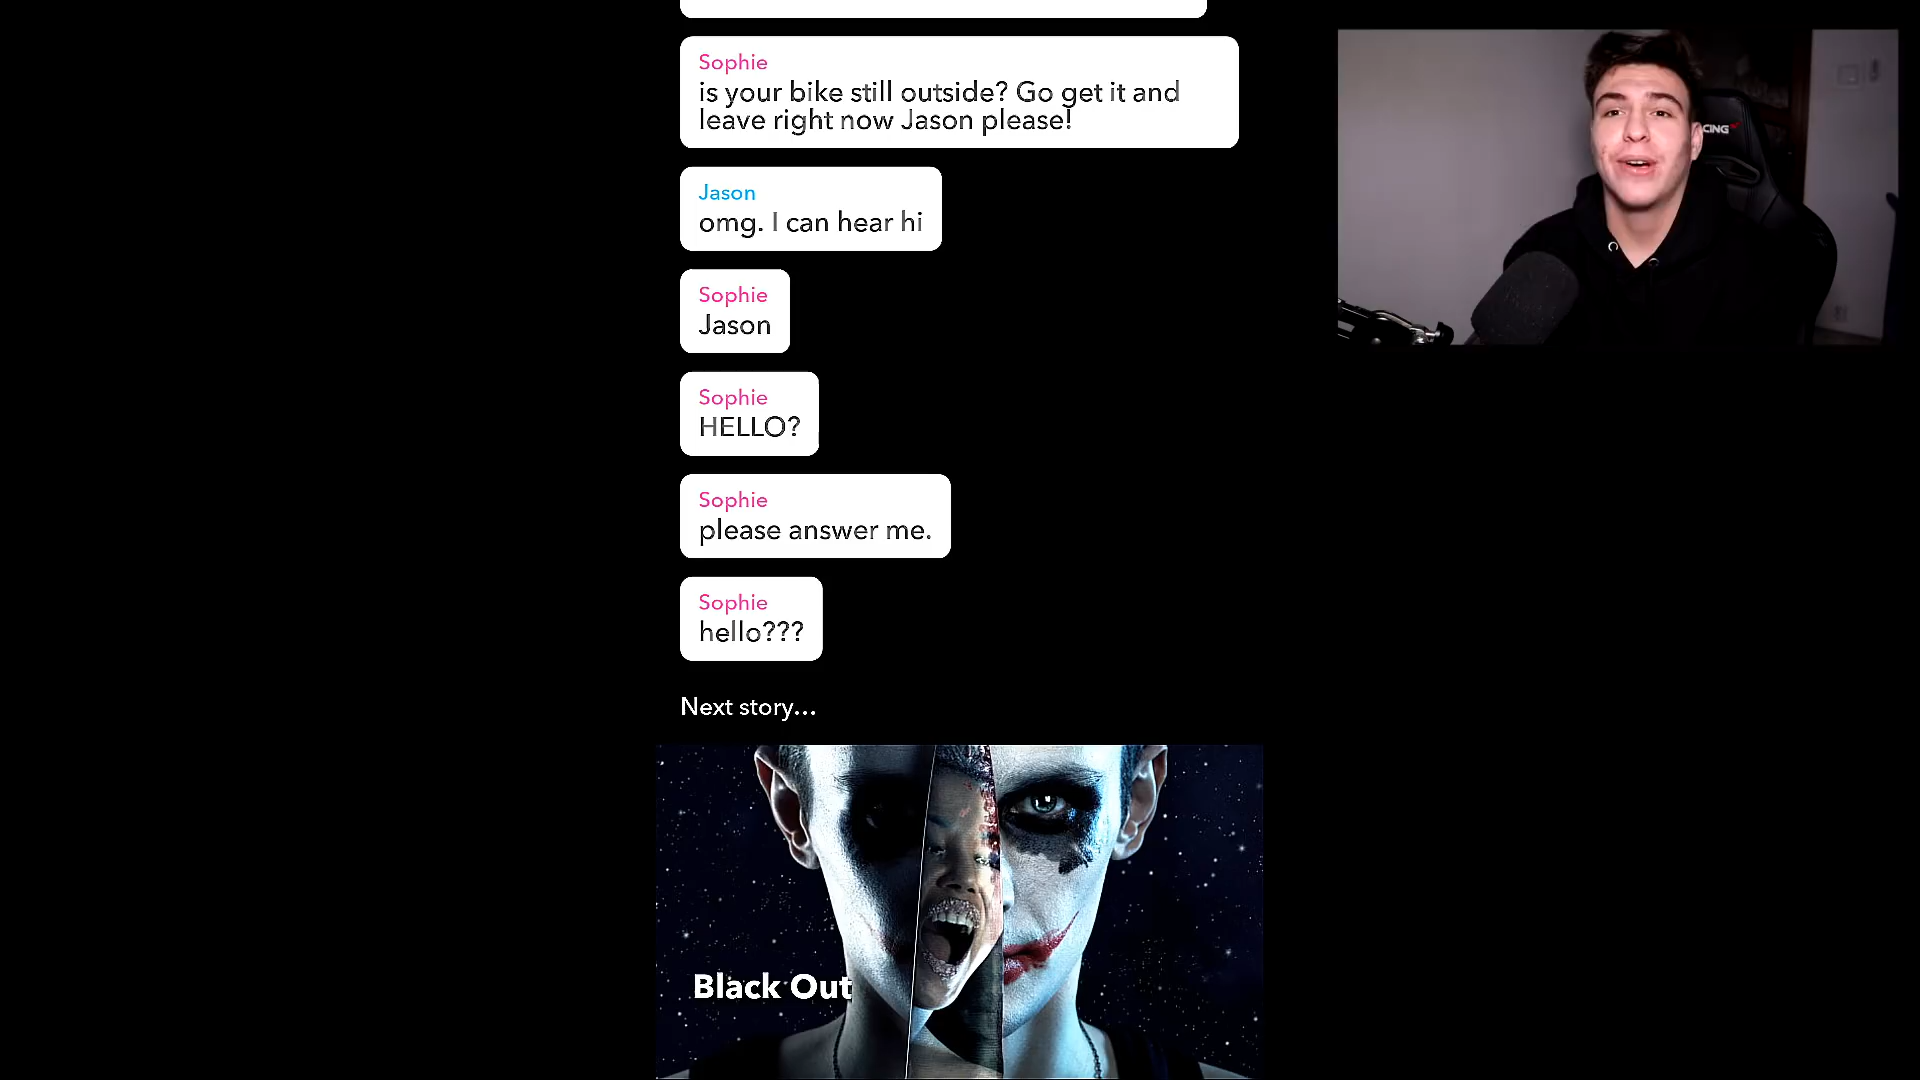 Sophie
is your bike still outside? Go get it and
leave right now Jason please!
Jason
omg. I can hear hi
Sophie
Jason
Sophie
HELLO?
Sophie
please answer me.
Sophie
hello???
Next story...
Black Out
CING